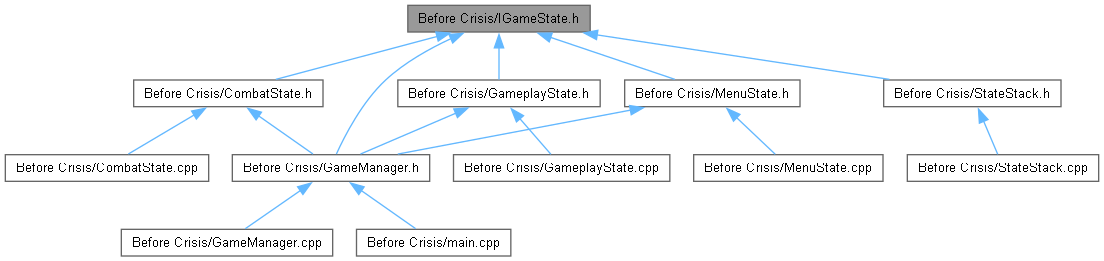 Before Crisis/IGameState.h
Before Crisis/CombatState.h
Before Crisis/GameplayState.h
Before Crisis/MenuState.h
Before Crisis/StateStack.h
Before Crisis/CombatState.cpp
Before Crisis/GameManager.h
Before Crisis/GameplayState.cpp
Before Crisis/MenuState.cpp
Before Crisis/StateStack.cpp
Before Crisis/GameManager.cpp
Before Crisis/main.cpp